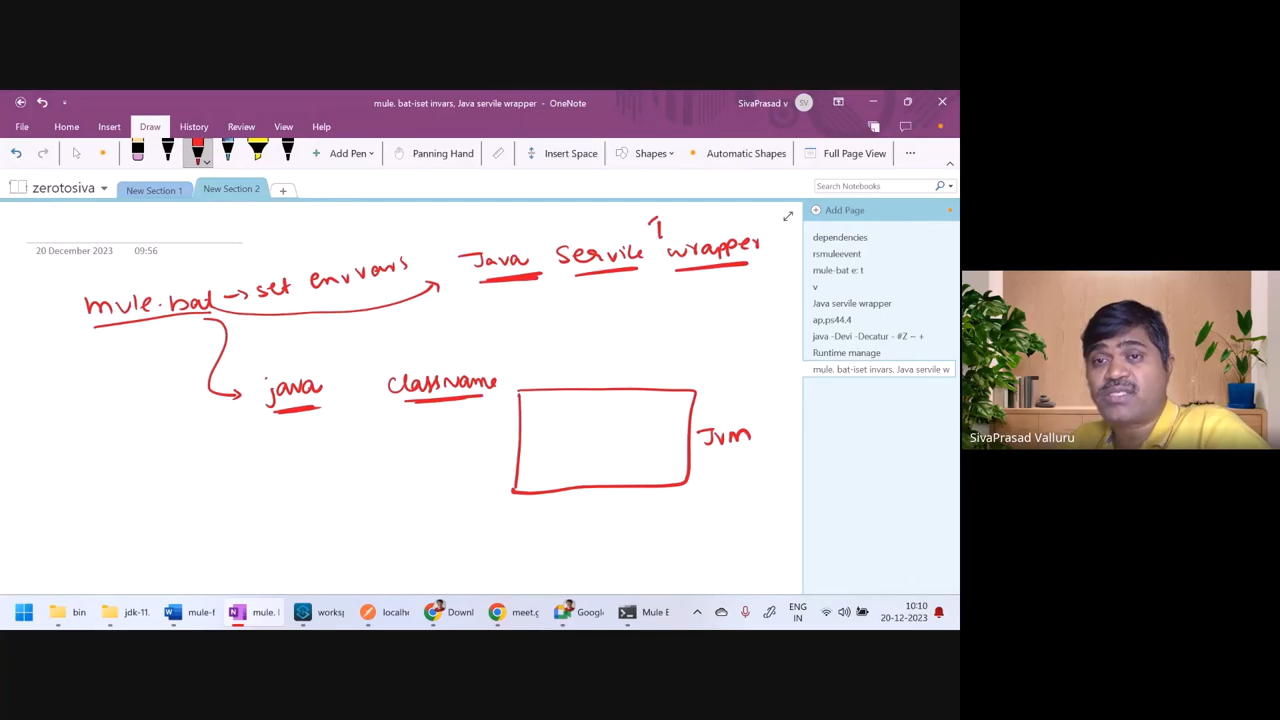 mule. bat-iset invars, Java servile wrapper - OneNote
SivaPrasad v SV
File Home Insert Draw History Review View Help
Add Pen Panning Hand Insert Space Shapes Automatic Shapes Full Page View
zerotosiva New Section 1 New Section 2
Search Notebooks
20 December 2023 09:56
Add Page
dependencies
rsmuleevent
mule-bat e: t
v
Java servile wrapper
ap,ps44.4
java -Devi -Decatur - #Z ~ +
Runtime manage
mule. bat-iset invars. Java servile w
Java Servile wrapper
mule.bat → set envvars
java classname
JVM
SivaPrasad Valluru
bin jdk-11. mule-f mule. l worksp localhc Downl meet.g Google Mule E
ENG
IN
10:10
20-12-2023